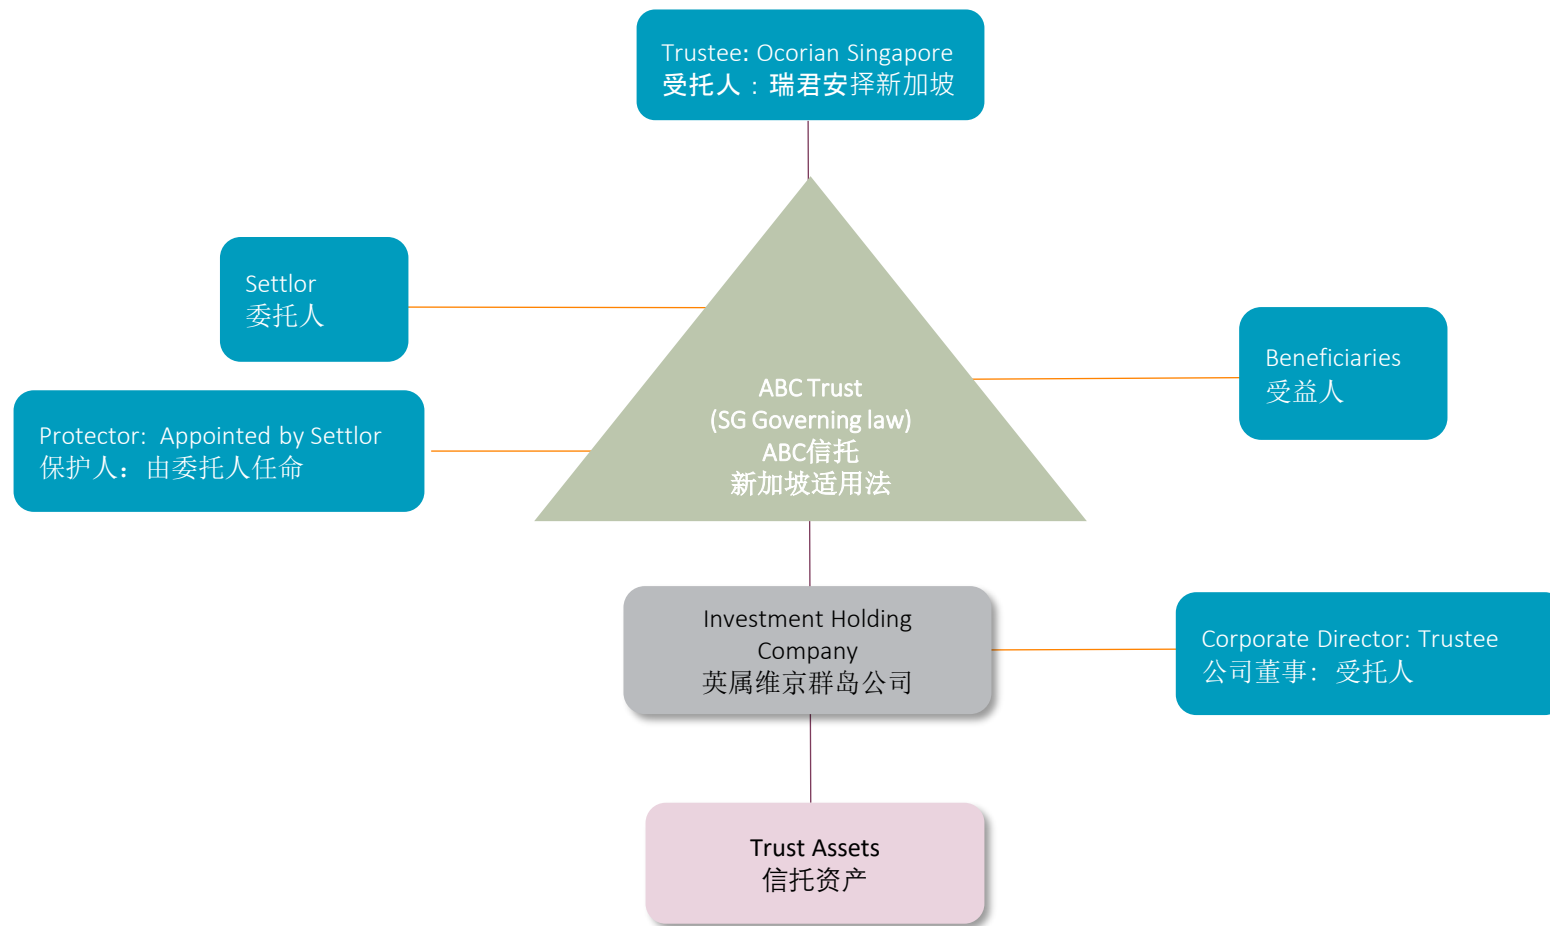 Trustee: Ocorian Singapore
受托人：瑞君安择新加坡
Settlor
委托人
Beneficiaries
受益人
Protector: Appointed by Settlor
保护人：由委托人任命
ABC Trust
(SG Governing law)
ABC信托
新加坡适用法
Investment Holding
Company
英属维京群岛公司
Corporate Director: Trustee
公司董事：受托人
Trust Assets
信托资产